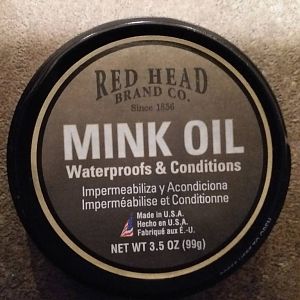 RED HEAD
BRAND CO.
Since 1856
MINK OIL
Waterproofs & Conditions
Impermeabiliza y Acondiciona
Imperméabilise et Conditionne
Made in U.S.A.
Hecho en U.S.A.
Fabriqué aux É.-U.
NET WT 3.5 OZ (99g)